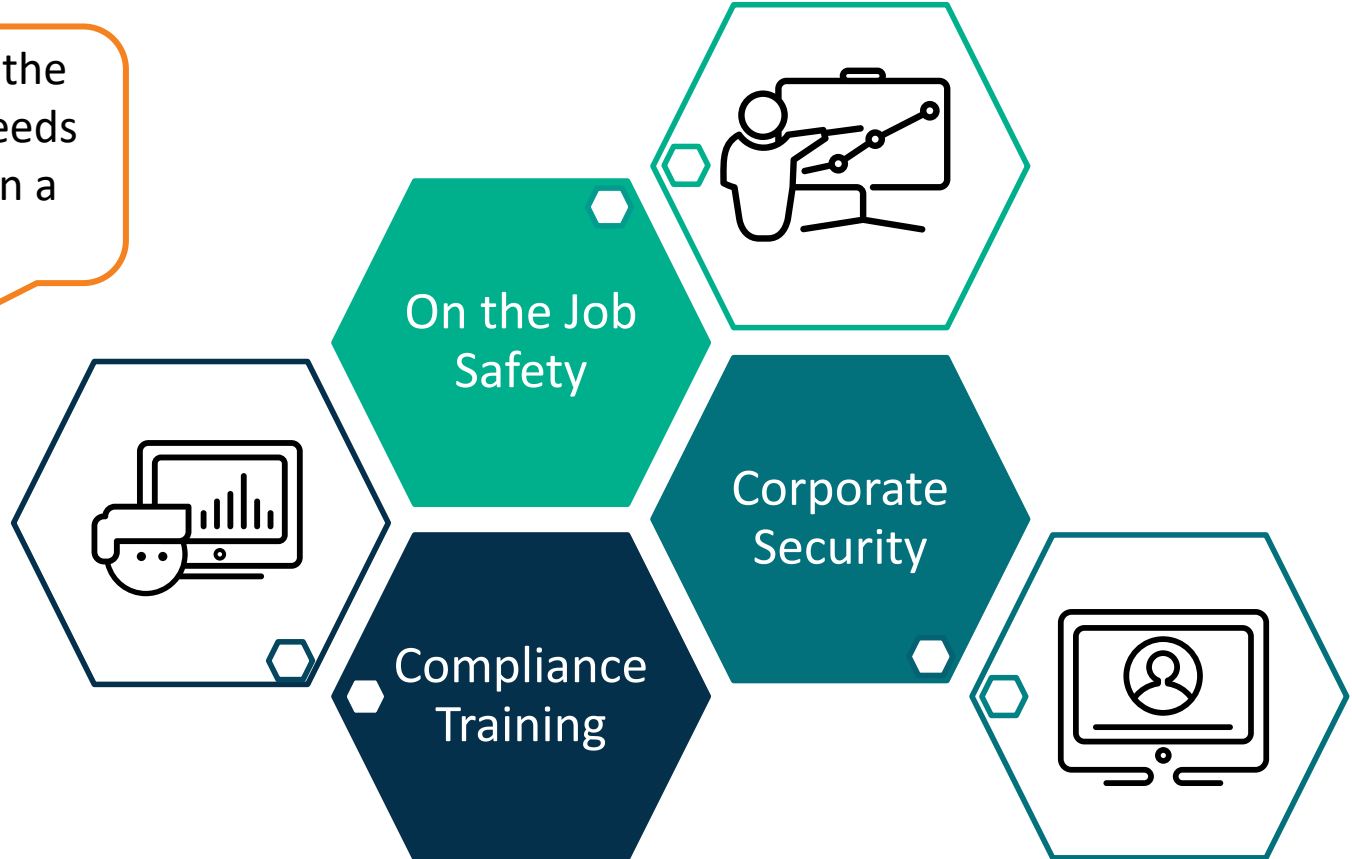 the
eeds
n a
On the Job
Safety
Corporate
Security
Compliance
Training